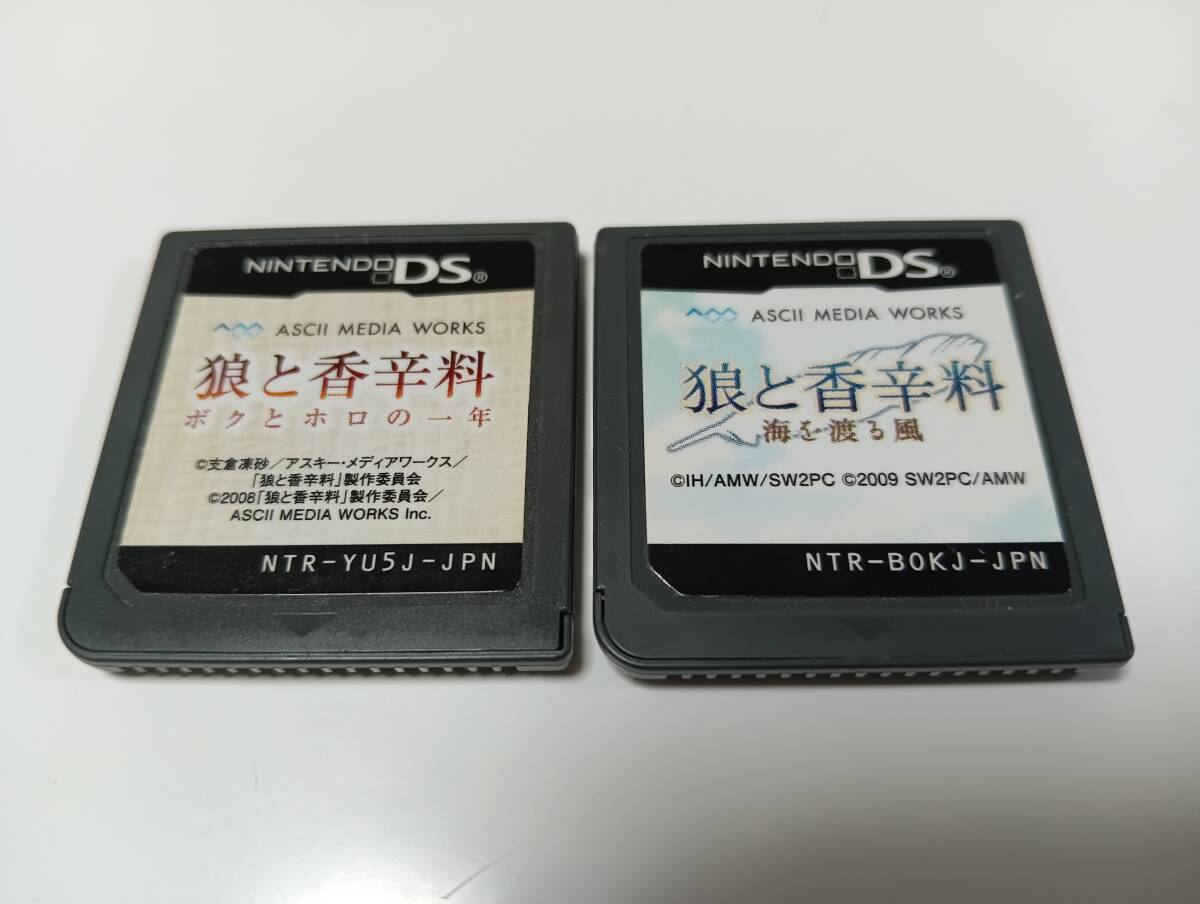 NINTENDO DS®
ASCII MEDIA WORKS
狼と香辛料
ボクとホロの一年
©支倉凍砂／アスキー・メディアワークス／
「狼と香辛料」製作委員会
©2008「狼と香辛料」製作委員会／
ASCII MEDIA WORKS Inc.
NTR-YU5J-JPN
NINTENDO DS®
ASCII MEDIA WORKS
狼と香辛料
海を渡る風
©IH/AMW/SW2PC ©2009 SW2PC/AMW
NTR-B0KJ-JPN